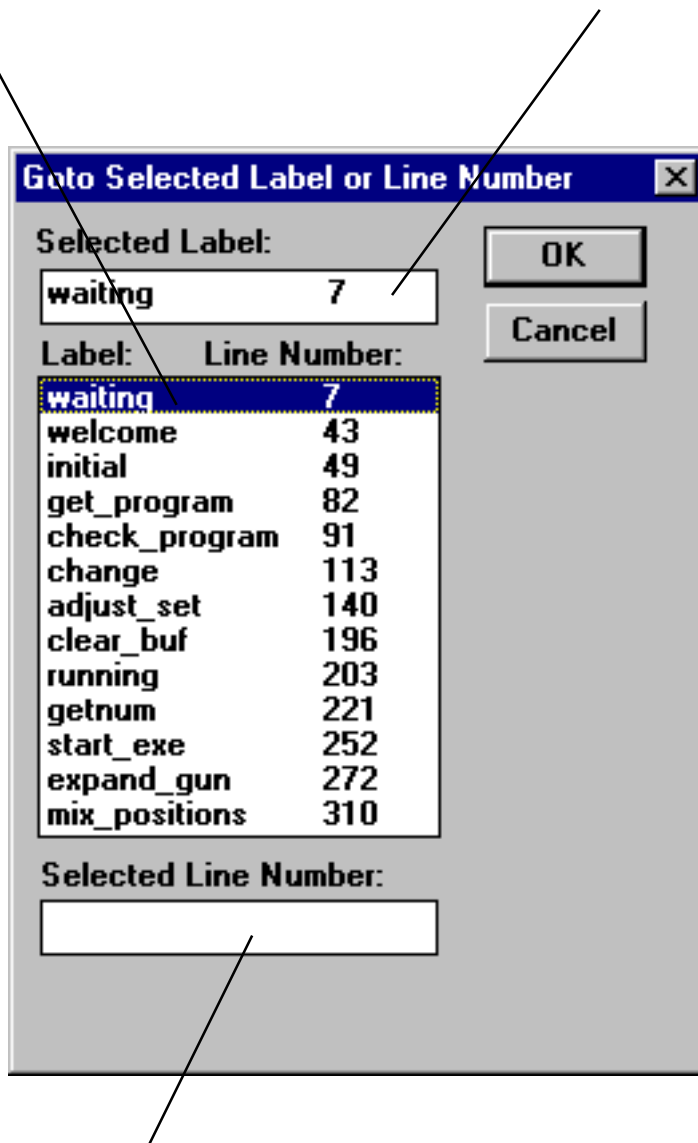 Goto Selected Label or Line Number
Selected Label:
OK
waiting 7
Cancel
Label: Line Number:
waiting 7
welcome 43
initial 49
get_program 82
check_program 91
change 113
adjust_set 140
clear_buf 196
running 203
getnum 221
start_exe 252
expand_gun 272
mix_positions 310
Selected Line Number: